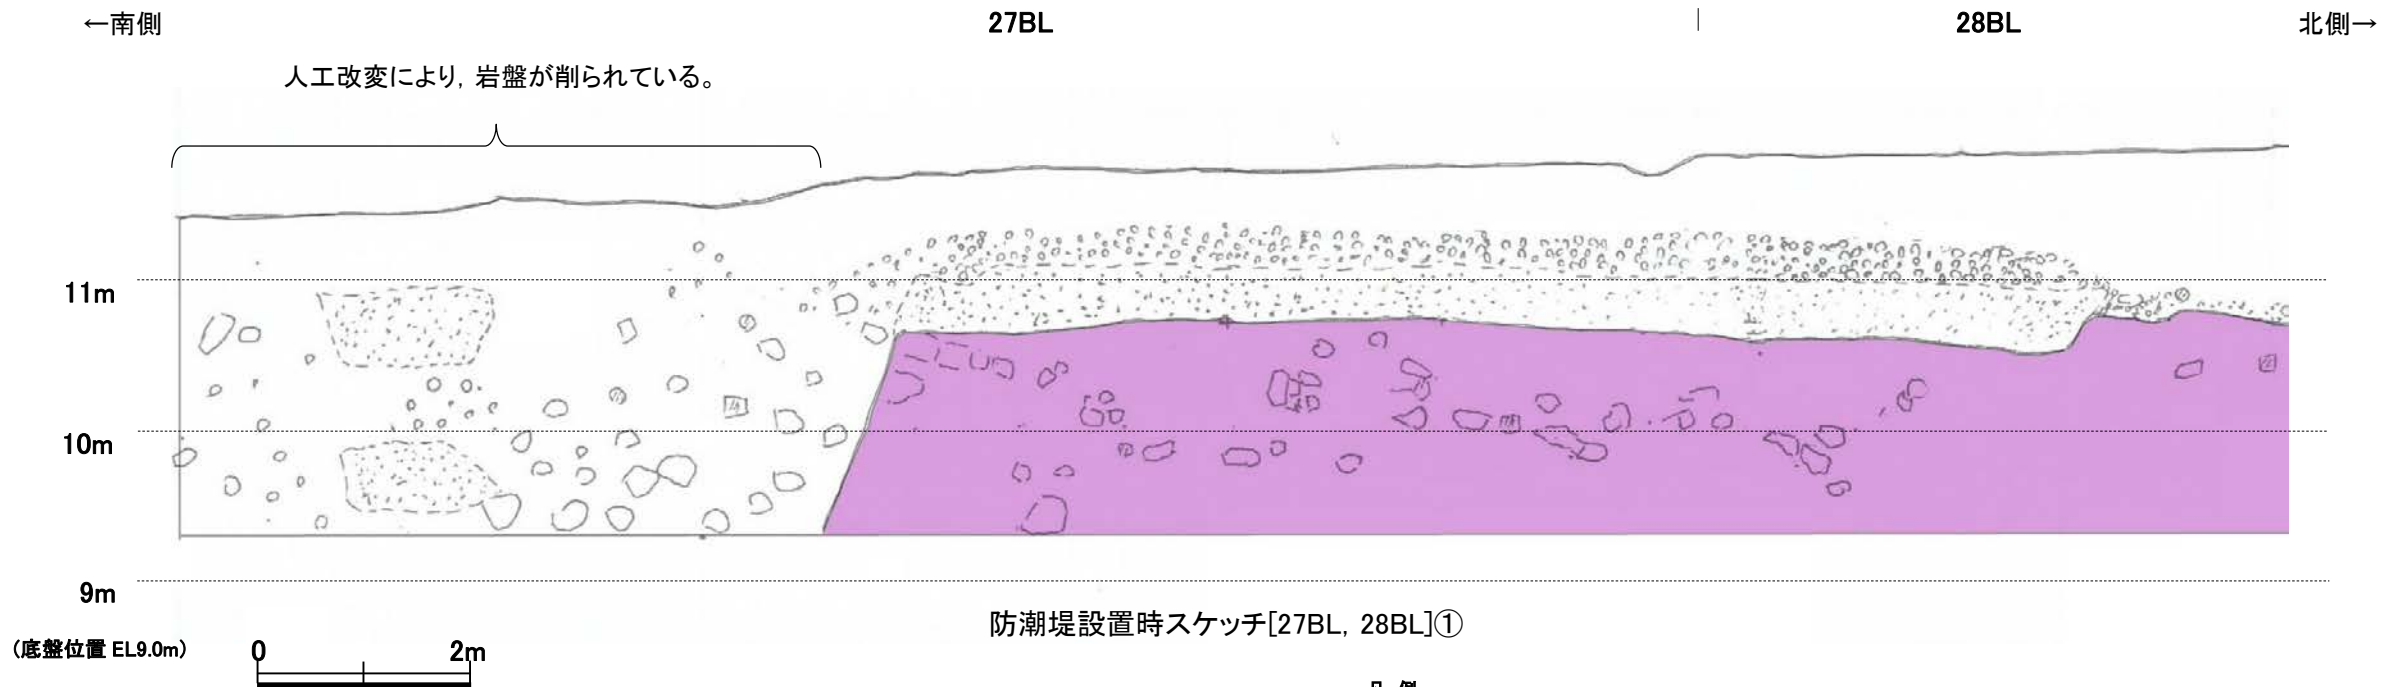 ←南側
27BL
28BL
北側→
人工改変により，岩盤が削られている。
11m
10m
9m
防潮堤設置時スケッチ[27BL，28BL]①
(底盤位置 EL9.0m)
0
2m